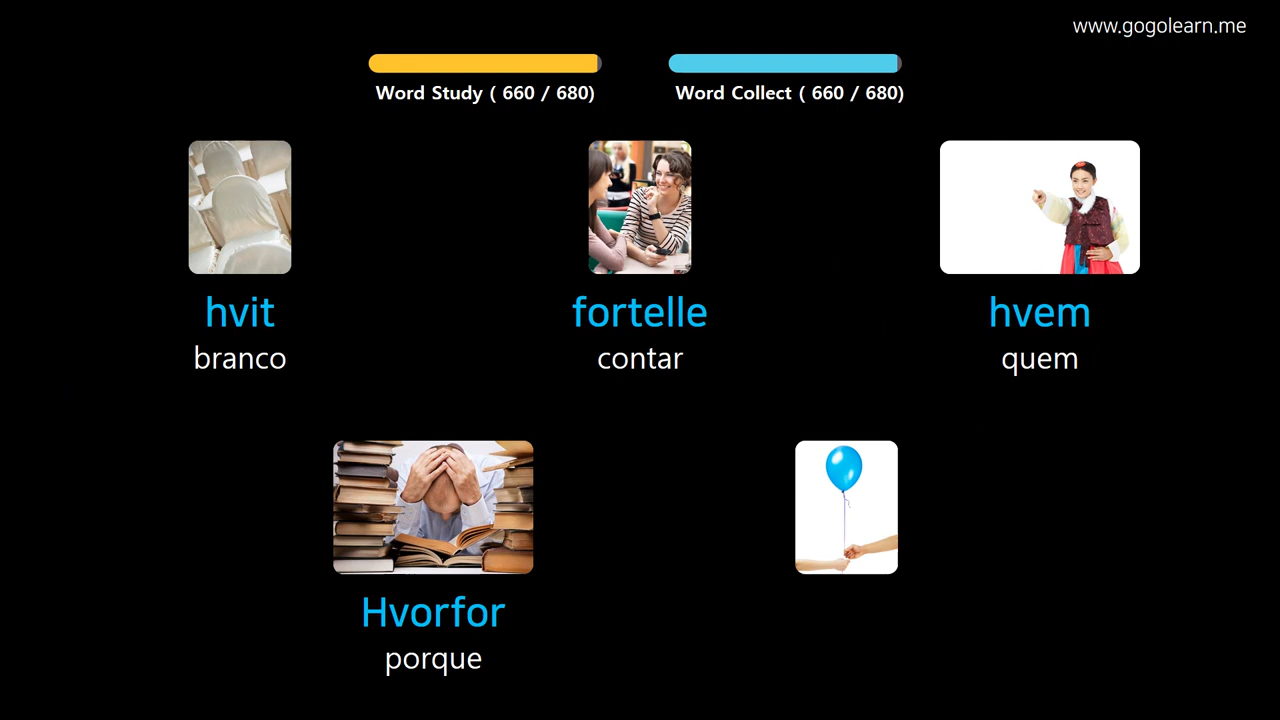 www.gogolearn.me
Word Study ( 660 / 680)
Word Collect ( 660 / 680)
hvit
branco
fortelle
contar
hvem
quem
Hvorfor
porque